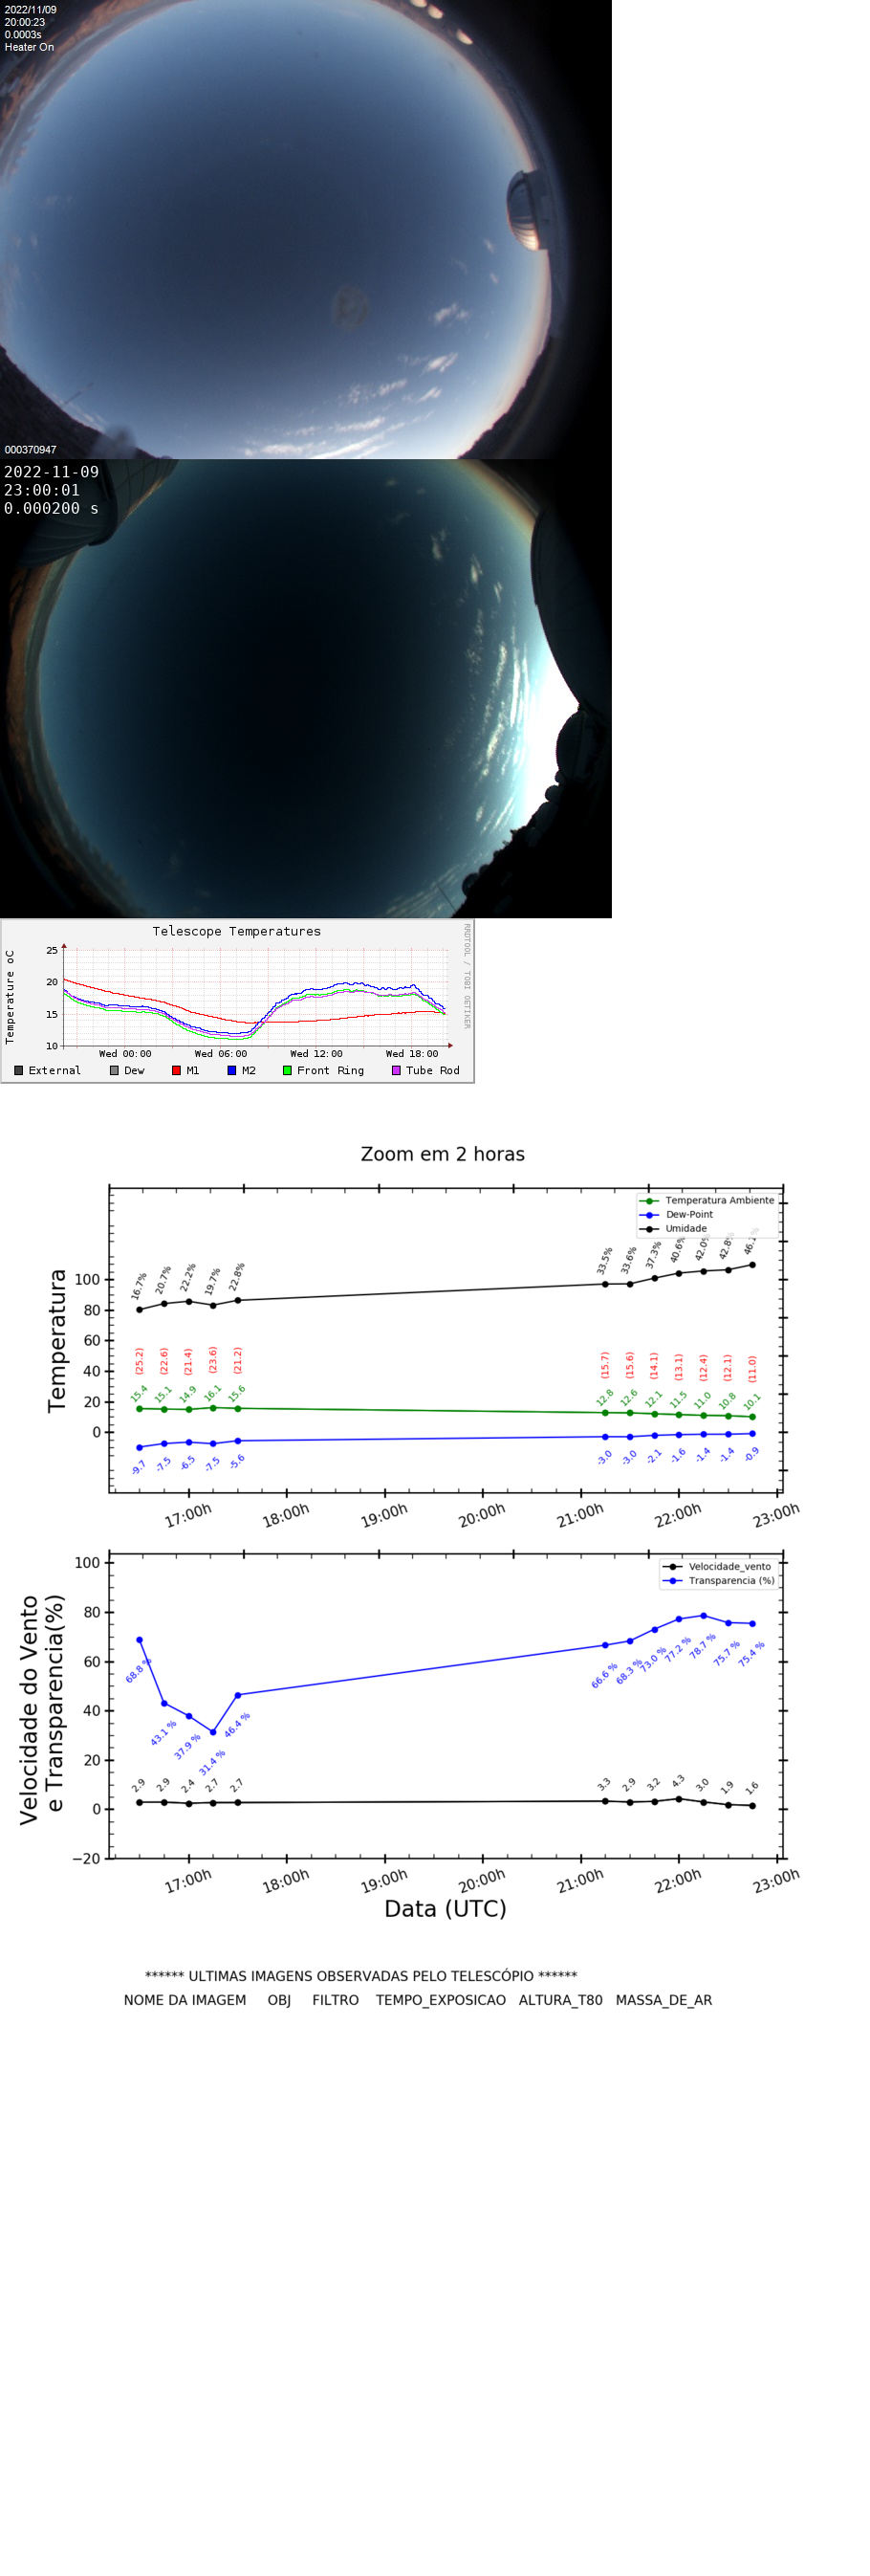 2022/11/09
20:00:23
0.0003s
Heater On
000370947
2022-11-09
23:00:01
0.000200 s
Telescope Temperatures
RRDTOOL / TOBI OETIKER
Temperature oC
25
20
15
10
Wed 00:00 Wed 06:00 Wed 12:00 Wed 18:00
External Dew M1 M2 Front Ring Tube Rod
Zoom em 2 horas
Temperatura Ambiente
Dew-Point
Umidade
Temperatura
100
80
60
40
20
0
16.7% 20.7% 22.2% 19.7% 22.8% 33.5% 33.6% 37.3% 40.6% 42.0% 42.8%
(25.2) (22.6) (21.4) (23.6) (21.2) (15.7) (15.6) (14.1) (13.1) (12.4) (12.1) (11.0)
15.4 15.1 14.9 16.1 15.6 12.8 12.6 12.1 11.5 11.0 10.8 10.1
-9.7 -7.5 -6.5 -7.5 -5.6 -3.0 -3.0 -2.1 -1.6 -1.4 -1.4 -0.9
17:00h 18:00h 19:00h 20:00h 21:00h 22:00h 23:00h
Velocidade_vento
Transparencia (%)
Velocidade do Vento
e Transparencia(%)
100
80
60
40
20
0
−20
68.8 % 43.1 % 37.9 % 31.4 % 46.4 % 66.6 % 68.3 % 73.0 % 77.2 % 78.7 % 75.7 % 75.4 %
2.9 2.9 2.4 2.7 2.7 3.3 2.9 3.2 4.3 3.0 1.9 1.6
17:00h 18:00h 19:00h 20:00h 21:00h 22:00h 23:00h
Data (UTC)
****** ULTIMAS IMAGENS OBSERVADAS PELO TELESCÓPIO ******
NOME DA IMAGEM OBJ FILTRO TEMPO_EXPOSICAO ALTURA_T80 MASSA_DE_AR